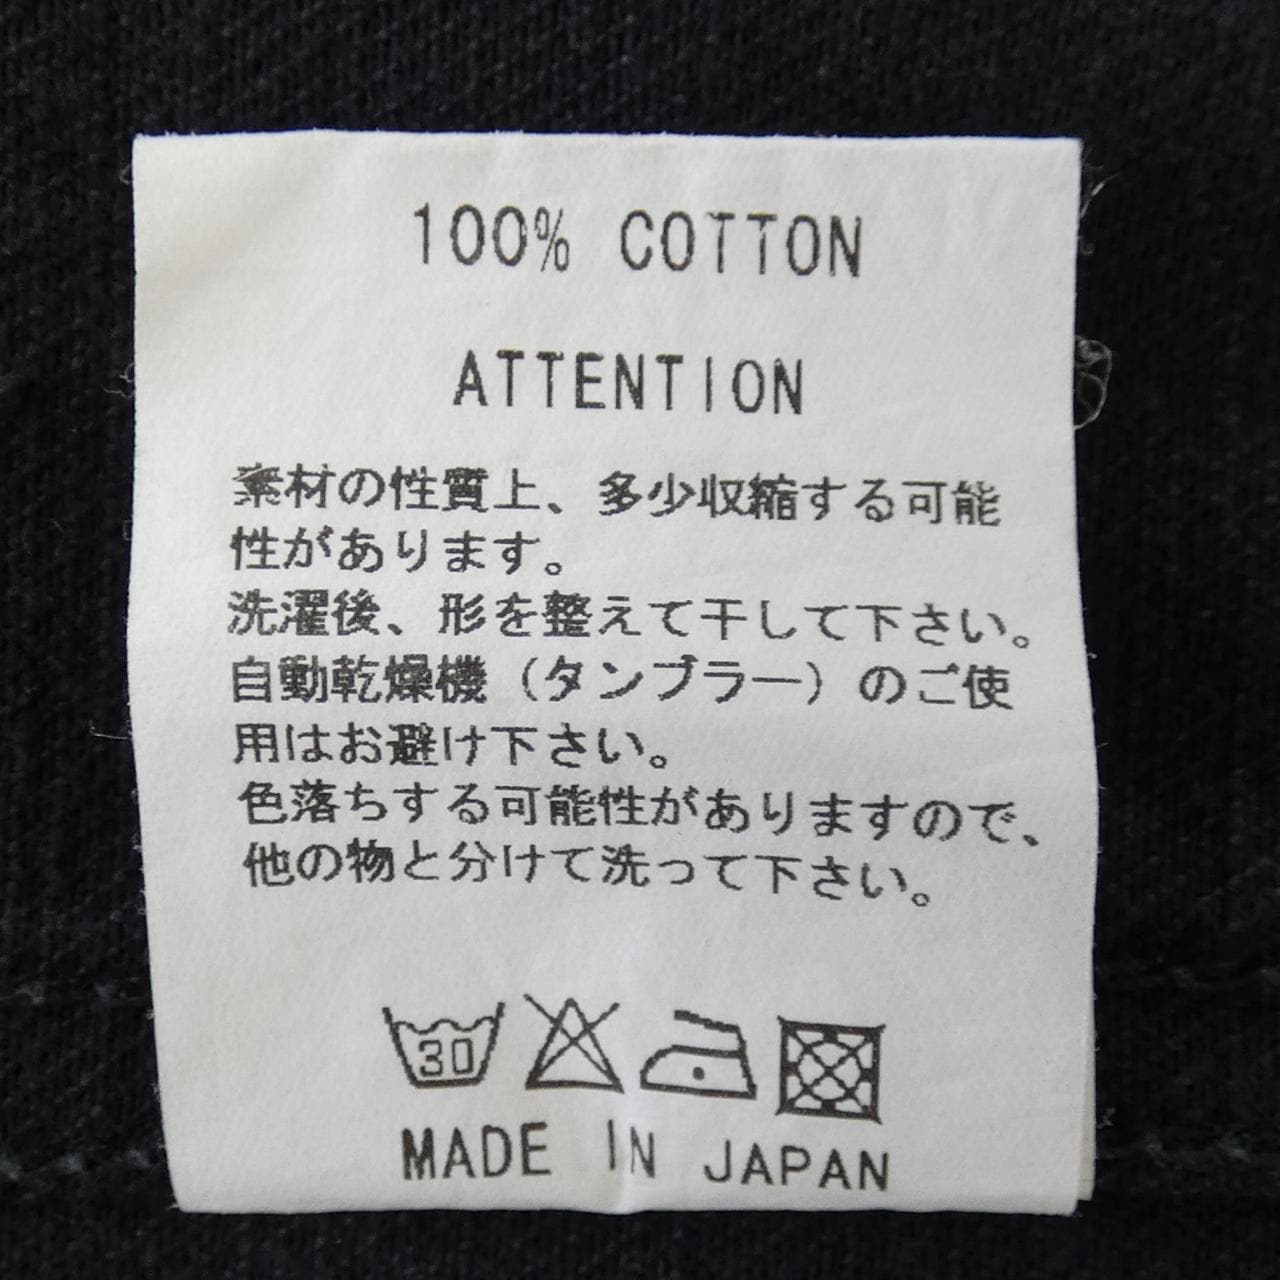 100% COTTON
ATTENTION
素材の性質上、多少収縮する可能
性があります。
洗濯後、形を整えて干して下さい。
自動乾燥機（タンブラー）のご使
用はお避け下さい。
色落ちする可能性がありますので、
他の物と分けて洗って下さい。
30
MADE IN JAPAN